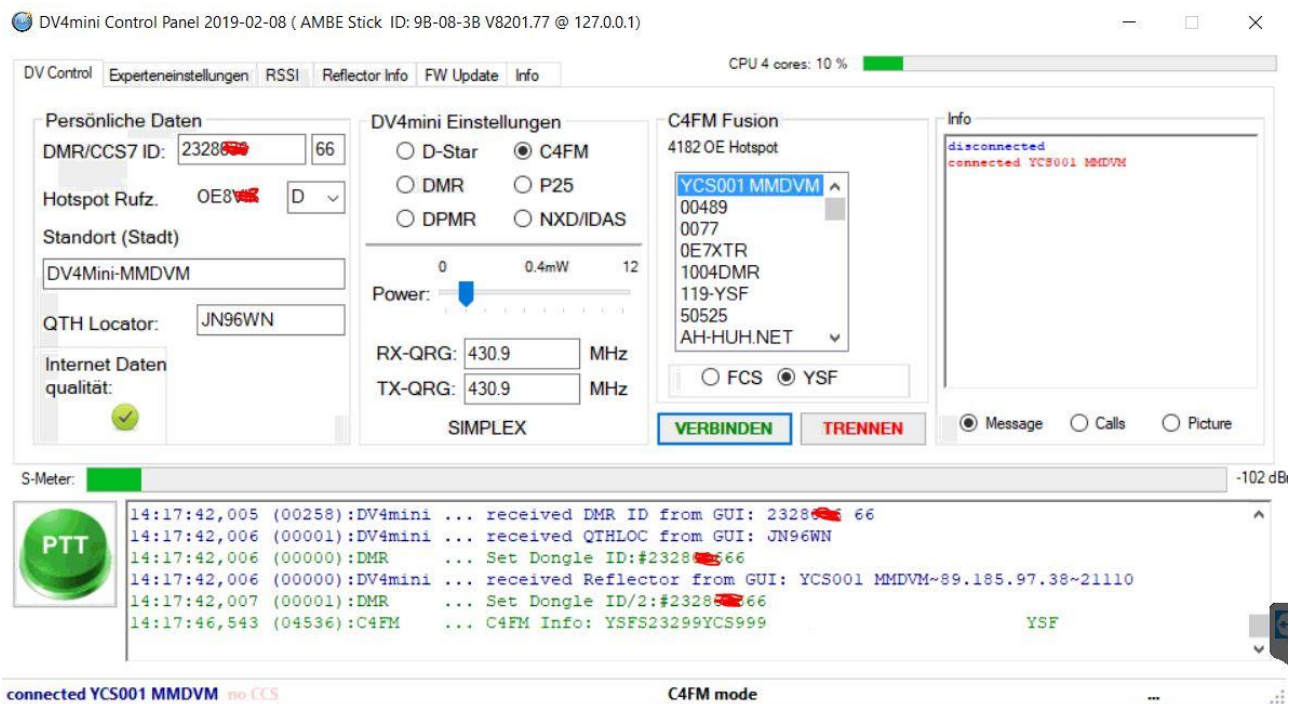 DV4mini Control Panel 2019-02-08 ( AMBE Stick ID: 9B-08-3B V8201.77 @ 127.0.0.1)
CPU 4 cores: 10 %
DV Control Experteneinstellungen RSSI Reflector Info FW Update Info
Persönliche Daten
DMR/CCS7 ID: 2328 66
Hotspot Rufz. OE8 D
Standort (Stadt)
DV4Mini-MMDVM
QTH Locator: JN96WN
Internet Daten
qualität:
DV4mini Einstellungen
D-Star C4FM
DMR P25
DPMR NXD/IDAS
0 0.4mW 12
Power:
RX-QRG: 430.9 MHz
TX-QRG: 430.9 MHz
SIMPLEX
C4FM Fusion
4182 OE Hotspot
YCS001 MMDVM
00489
0077
0E7XTR
1004DMR
119-YSF
50525
AH-HUH.NET
FCS YSF
VERBINDEN TRENNEN
Info
disconnected
connected YCS001 MMDVM
Message Calls Picture
S-Meter: -102 dB
PTT
14:17:42,005 (00258):DV4mini ... received DMR ID from GUI: 2328 66
14:17:42,006 (00001):DV4mini ... received QTHLOC from GUI: JN96WN
14:17:42,006 (00000):DMR ... Set Dongle ID:#2328 666
14:17:42,006 (00000):DV4mini ... received Reflector from GUI: YCS001 MMDVM~89.185.97.38~21110
14:17:42,007 (00001):DMR ... Set Dongle ID/2:#2328 66
14:17:46,543 (04536):C4FM ... C4FM Info: YSFS23299YCS999 YSF
connected YCS001 MMDVM no CCS C4FM mode ...